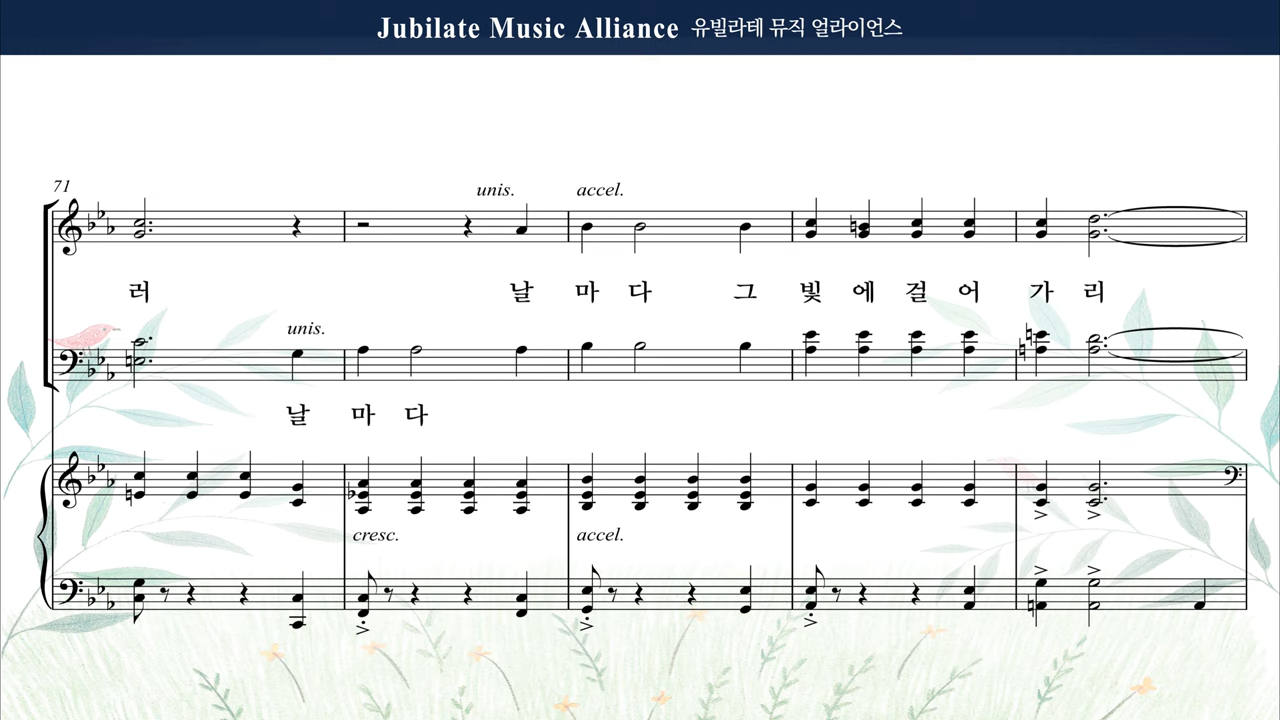 Jubilate Music Alliance 유빌라테 뮤직 얼라이언스
71
unis. accel.
러 날 마 다 그 빛 에 걸 어 가 리
unis.
날 마 다
cresc. accel.